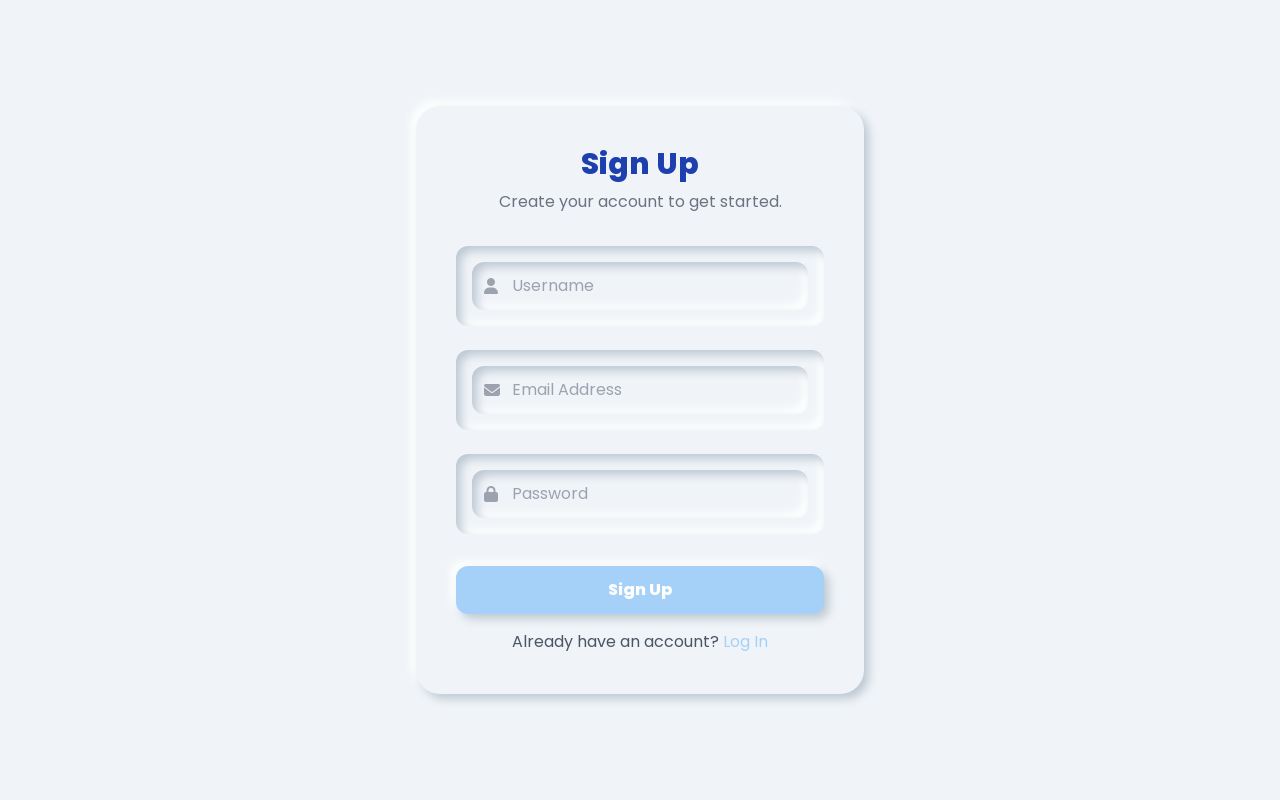 Sign Up
Create your account to get started.
Username
Email Address
Password
Sign Up
Already have an account? Log In